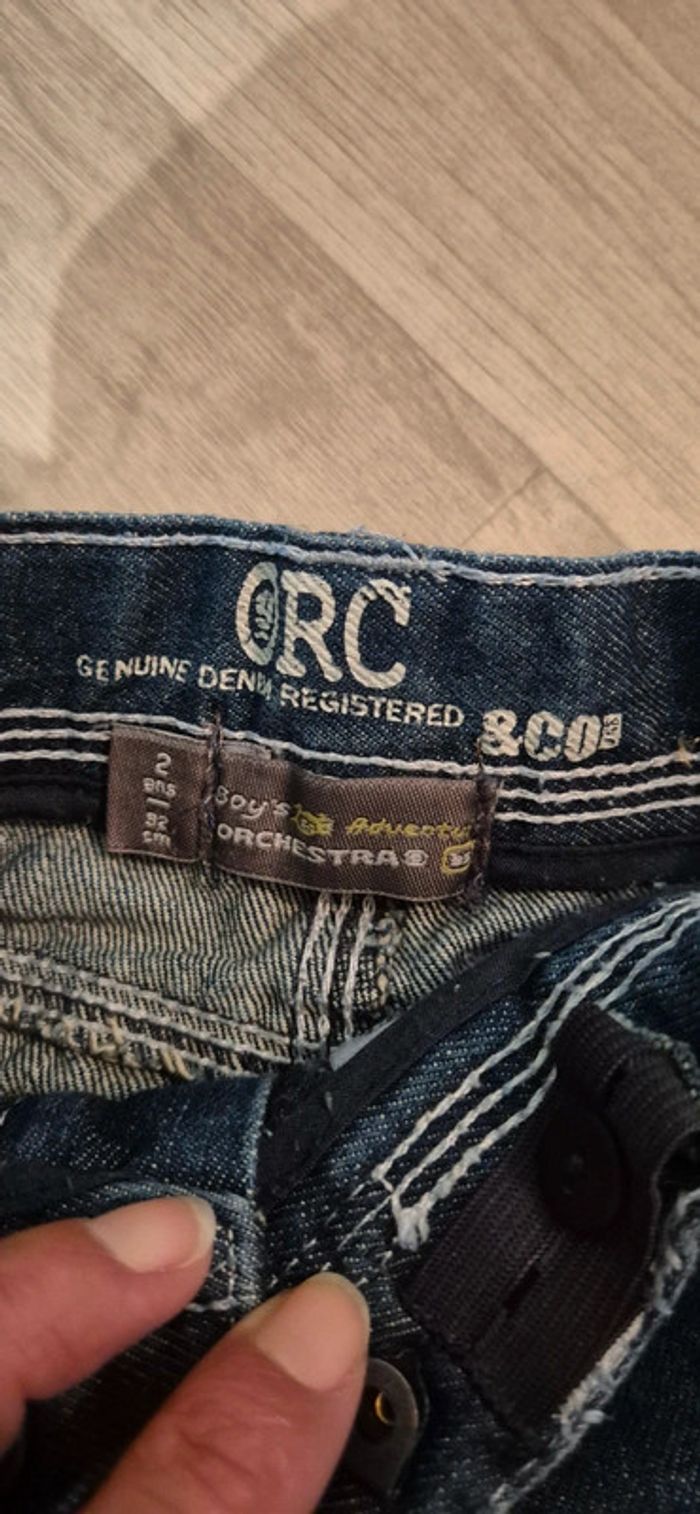 ORC
GENUINE DENIM REGISTERED
&CO
2
ans
92
cm
Boy's
ORCHESTRA